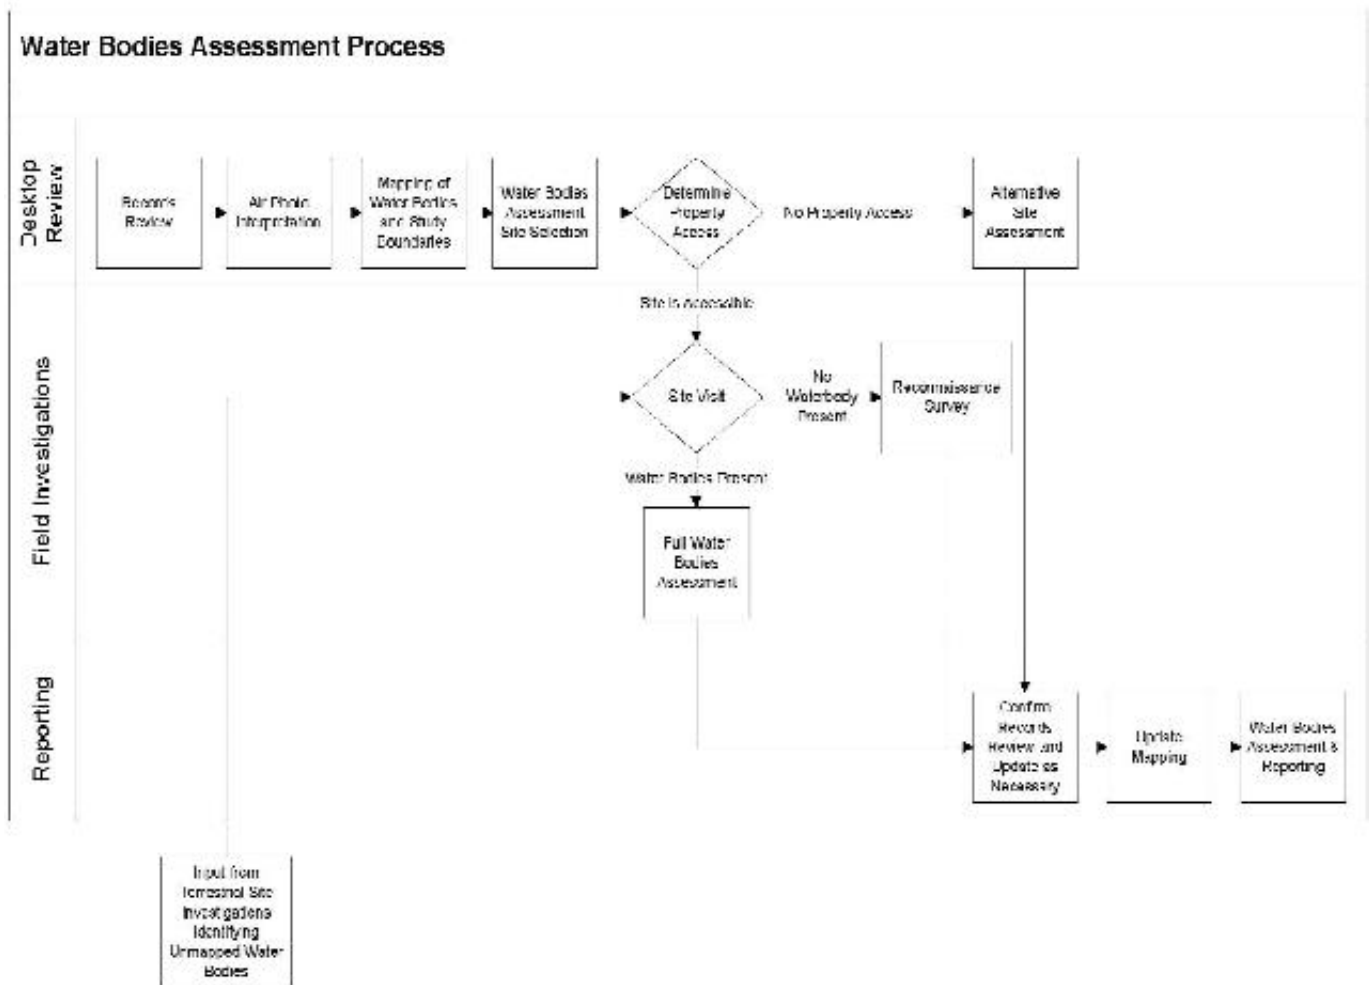 Water Bodies Assessment Process
Desktop
Review
Records
Review
Air Photo
Interpretation
Mapping of
Water Bodies
and Study
Boundaries
Water Bodies
Assessment
Site Selection
Determine
Property
Access
No Property Access
Alternative
Site
Assessment
Site is Accessible
Field Investigations
Site Visit
No
Waterbody
Present
Reconnaissance
Survey
Water Bodies Present
Full Water
Bodies
Assessment
Reporting
Confirm
Records
Review and
Update as
Necessary
Update
Mapping
Water Bodies
Assessment &
Reporting
Input from
Terrestrial Site
Investigations
Identifying
Unmapped Water
Bodies